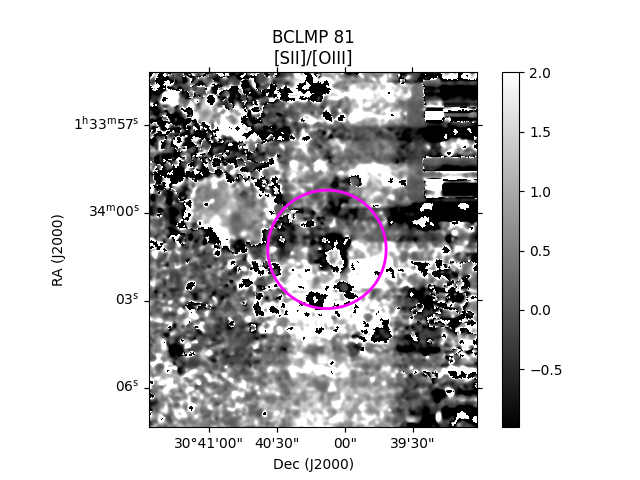 BCLMP 81
[SII]/[OIII]
RA (J2000)
1ʰ33ᵐ57ˢ
34ᵐ00ˢ
03ˢ
06ˢ
30°41'00" 40'30" 00" 39'30"
Dec (J2000)
2.0
1.5
1.0
0.5
0.0
−0.5